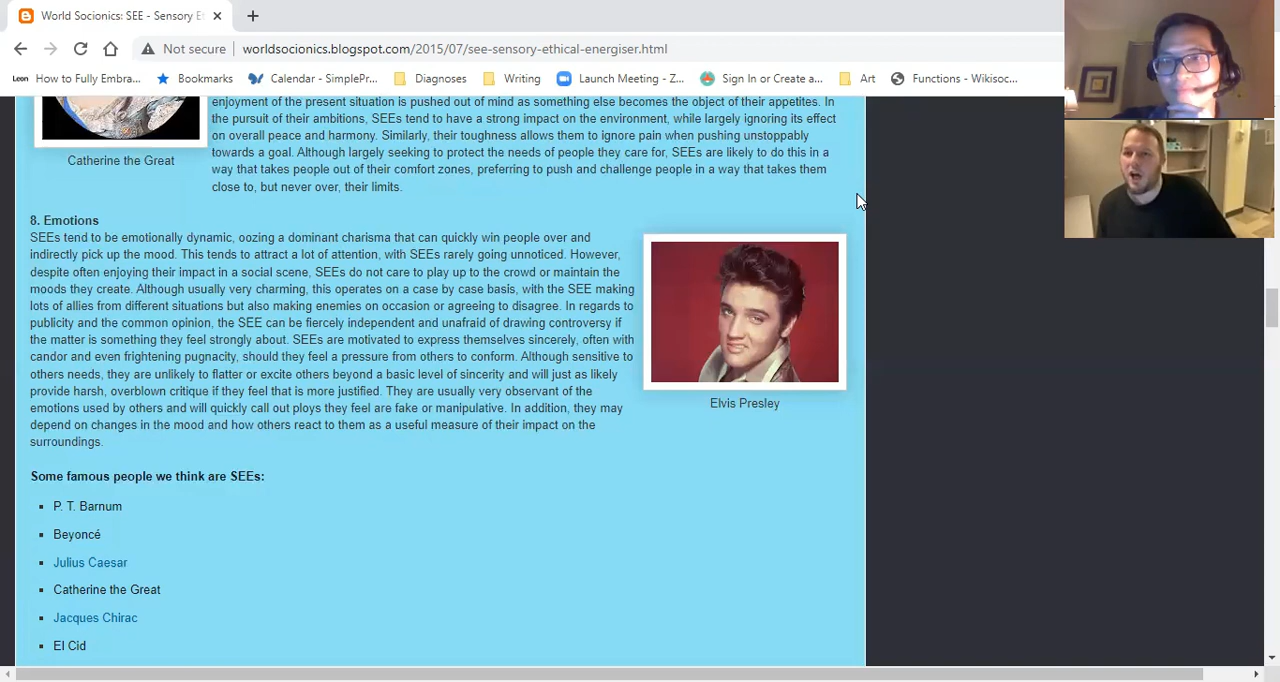 World Socionics: SEE - Sensory Et
Not secure
worldsocionics.blogspot.com/2015/07/see-sensory-ethical-energiser.html
Leon How to Fully Embra...
Bookmarks
Calendar - SimplePr...
Diagnoses
Writing
Launch Meeting - Z...
Sign In or Create a...
Art
Functions - Wikisoc...
enjoyment of the present situation is pushed out of mind as something else becomes the object of their appetites. In
the pursuit of their ambitions, SEEs tend to have a strong impact on the environment, while largely ignoring its effect
on overall peace and harmony. Similarly, their toughness allows them to ignore pain when pushing unstoppably
towards a goal. Although largely seeking to protect the needs of people they care for, SEEs are likely to do this in a
way that takes people out of their comfort zones, preferring to push and challenge people in a way that takes them
close to, but never over, their limits.
Catherine the Great
8. Emotions
SEEs tend to be emotionally dynamic, oozing a dominant charisma that can quickly win people over and
indirectly pick up the mood. This tends to attract a lot of attention, with SEEs rarely going unnoticed. However,
despite often enjoying their impact in a social scene, SEEs do not care to play up to the crowd or maintain the
moods they create. Although usually very charming, this operates on a case by case basis, with the SEE making
lots of allies from different situations but also making enemies on occasion or agreeing to disagree. In regards to
publicity and the common opinion, the SEE can be fiercely independent and unafraid of drawing controversy if
the matter is something they feel strongly about. SEEs are motivated to express themselves sincerely, often with
candor and even frightening pugnacity, should they feel a pressure from others to conform. Although sensitive to
others needs, they are unlikely to flatter or excite others beyond a basic level of sincerity and will just as likely
provide harsh, overblown critique if they feel that is more justified. They are usually very observant of the
emotions used by others and will quickly call out ploys they feel are fake or manipulative. In addition, they may
depend on changes in the mood and how others react to them as a useful measure of their impact on the
surroundings.
Elvis Presley
Some famous people we think are SEEs:
P. T. Barnum
Beyoncé
Julius Caesar
Catherine the Great
Jacques Chirac
El Cid